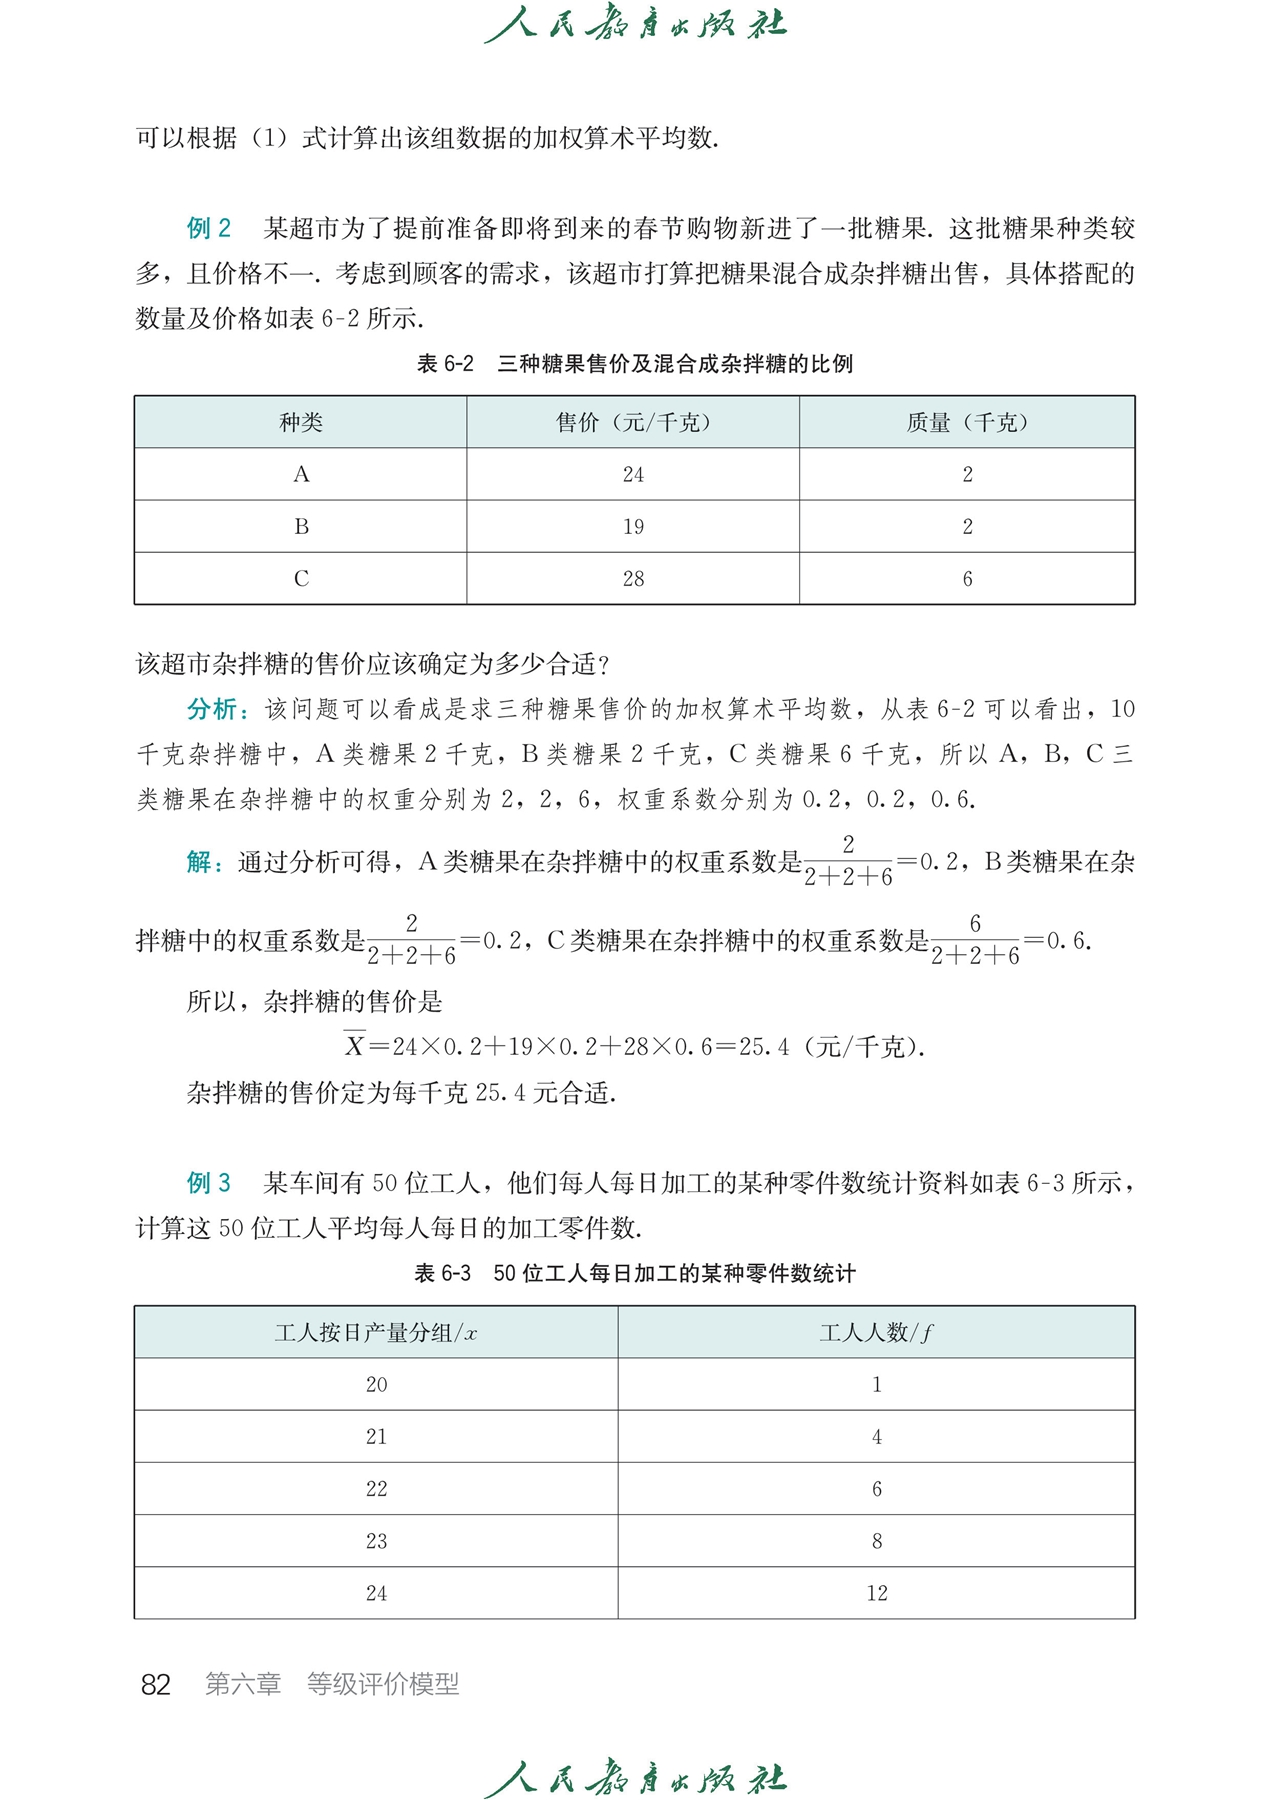 人民教育出版社
可以根据（1）式计算出该组数据的加权算术平均数.
例2 某超市为了提前准备即将到来的春节购物新进了一批糖果. 这批糖果种类较
多，且价格不一. 考虑到顾客的需求，该超市打算把糖果混合成杂拌糖出售，具体搭配的
数量及价格如表 6-2 所示.
表 6-2 三种糖果售价及混合成杂拌糖的比例
种类 售价（元/千克） 质量（千克）
A 24 2
B 19 2
C 28 6
该超市杂拌糖的售价应该确定为多少合适？
分析：该问题可以看成是求三种糖果售价的加权算术平均数，从表 6-2 可以看出，10
千克杂拌糖中，A 类糖果 2 千克，B 类糖果 2 千克，C 类糖果 6 千克，所以 A，B，C 三
类糖果在杂拌糖中的权重分别为 2，2，6，权重系数分别为 0.2，0.2，0.6.
解：通过分析可得，A 类糖果在杂拌糖中的权重系数是 2/(2+2+6)=0.2，B 类糖果在杂
拌糖中的权重系数是 2/(2+2+6)=0.2，C 类糖果在杂拌糖中的权重系数是 6/(2+2+6)=0.6.
所以，杂拌糖的售价是
X̅=24×0.2+19×0.2+28×0.6=25.4（元/千克）.
杂拌糖的售价定为每千克 25.4 元合适.
例3 某车间有 50 位工人，他们每人每日加工的某种零件数统计资料如表 6-3 所示，
计算这 50 位工人平均每人每日的加工零件数.
表 6-3 50 位工人每日加工的某种零件数统计
工人按日产量分组/x 工人人数/f
20 1
21 4
22 6
23 8
24 12
82 第六章 等级评价模型
人民教育出版社